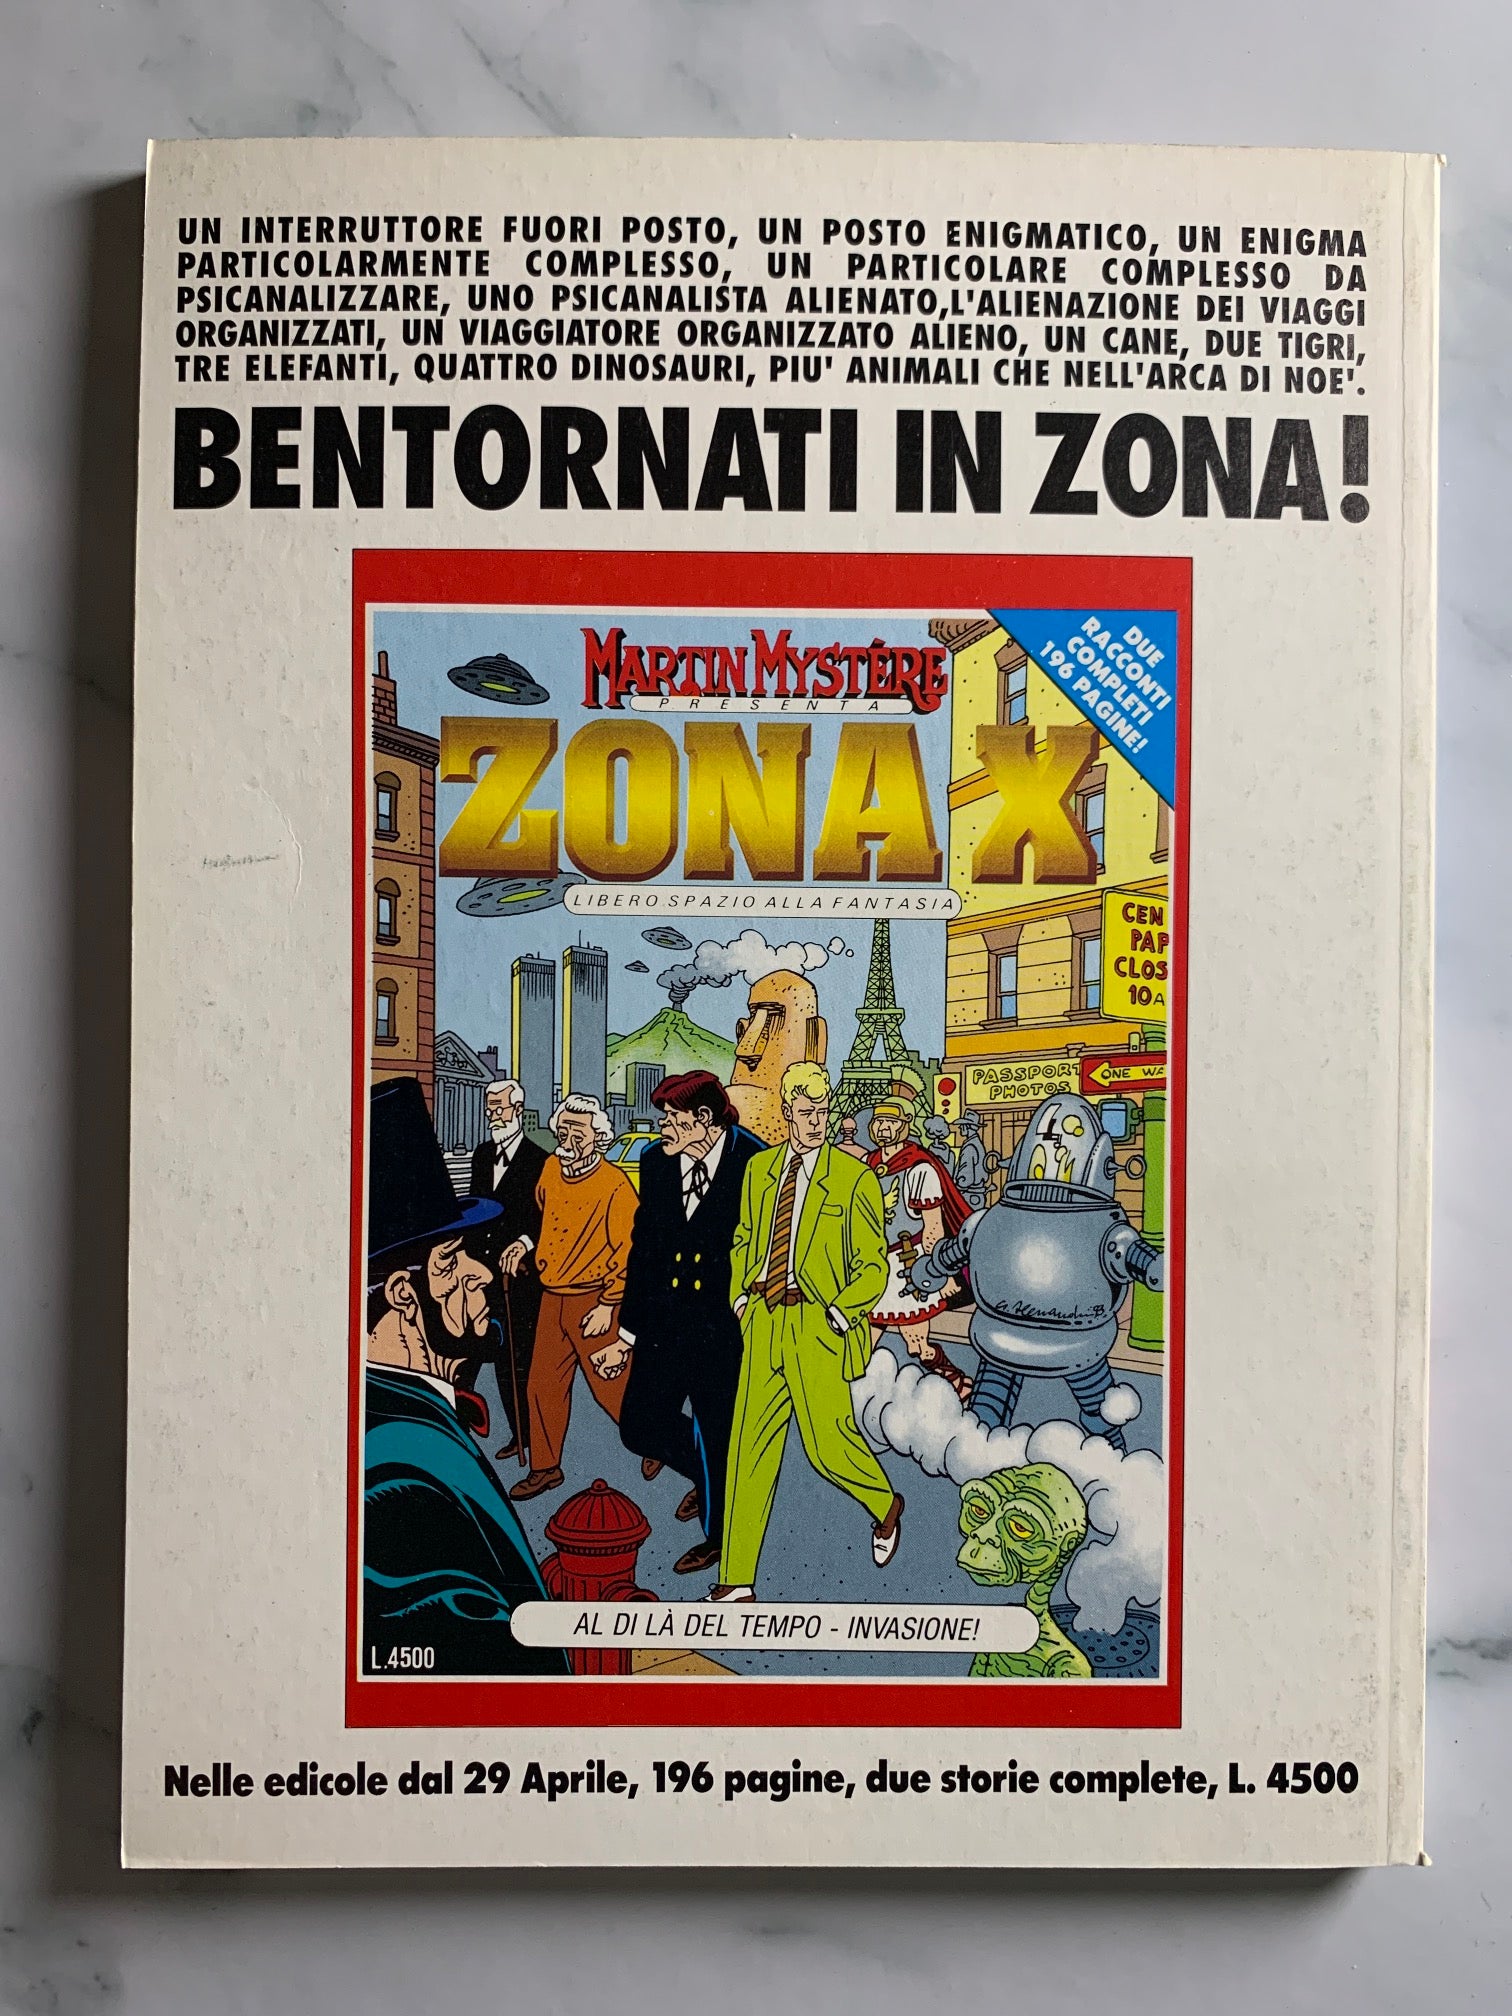 UN INTERRUTTORE FUORI POSTO, UN POSTO ENIGMATICO, UN ENIGMA
PARTICOLARMENTE COMPLESSO, UN PARTICOLARE COMPLESSO DA
PSICANALIZZARE, UNO PSICANALISTA ALIENATO,L'ALIENAZIONE DEI VIAGGI
ORGANIZZATI, UN VIAGGIATORE ORGANIZZATO ALIENO, UN CANE, DUE TIGRI,
TRE ELEFANTI, QUATTRO DINOSAURI, PIU' ANIMALI CHE NELL'ARCA DI NOE'.
BENTORNATI IN ZONA!
DUE
RACCONTI
COMPLETI
196 PAGINE!
MARTIN MYSTÉRE
PRESENTA
ZONA X
LIBERO SPAZIO ALLA FANTASIA
CEN
PAP
CLOS
10A
PASSPORT
PHOTOS
ONE WA
G. Alessandrini 93
AL DI LÀ DEL TEMPO - INVASIONE!
L.4500
Nelle edicole dal 29 Aprile, 196 pagine, due storie complete, L. 4500